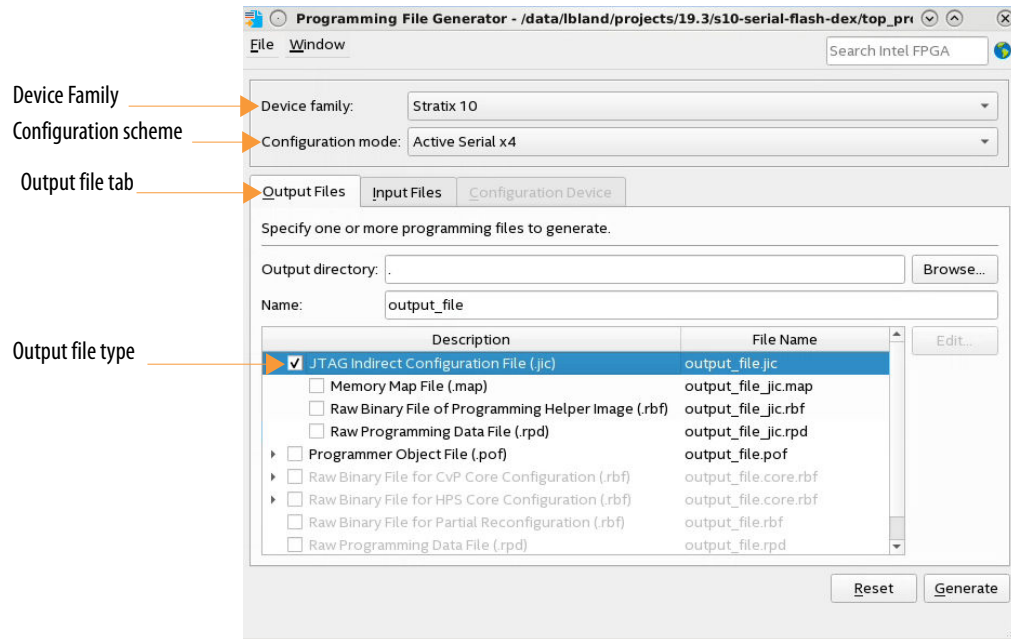 Programming File Generator - /data/lbland/projects/19.3/s10-serial-flash-dex/top_pr
File Window
Search Intel FPGA
Device Family
Device family: Stratix 10
Configuration scheme
Configuration mode: Active Serial x4
Output file tab
Output Files Input Files Configuration Device
Specify one or more programming files to generate.
Output directory: . Browse...
Name: output_file
Description File Name Edit...
Output file type
JTAG Indirect Configuration File (.jic) output_file.jic
Memory Map File (.map) output_file_jic.map
Raw Binary File of Programming Helper Image (.rbf) output_file_jic.rbf
Raw Programming Data File (.rpd) output_file_jic.rpd
Programmer Object File (.pof) output_file.pof
Raw Binary File for CvP Core Configuration (.rbf) output_file.core.rbf
Raw Binary File for HPS Core Configuration (.rbf) output_file.core.rbf
Raw Binary File for Partial Reconfiguration (.rbf) output_file.rbf
Raw Programming Data File (.rpd) output_file.rpd
Reset Generate